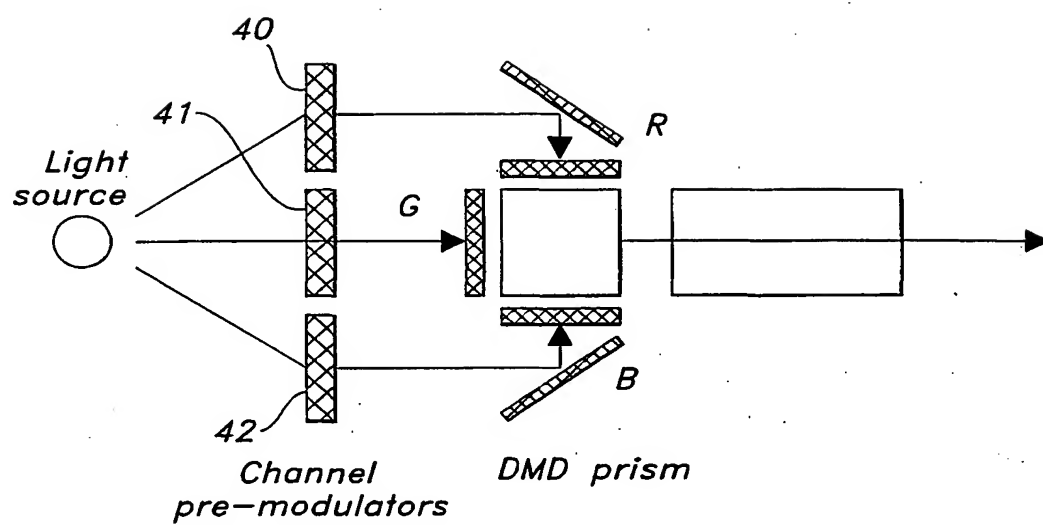 40
41
Light
source
R
G
B
42
Channel
pre-modulators
DMD prism